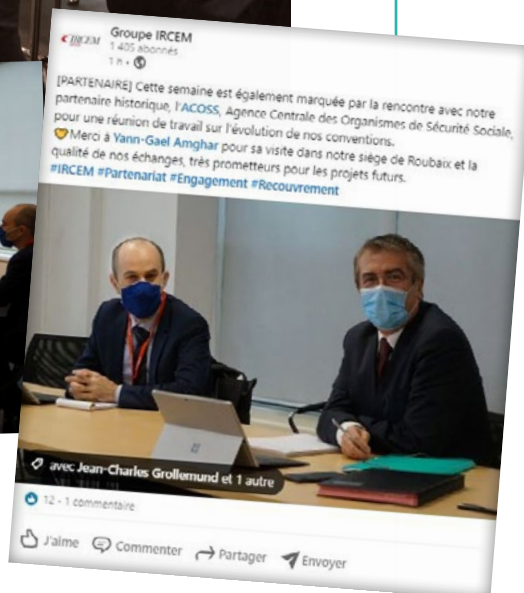 IRCEM
Groupe IRCEM
1 405 abonnés
1 h •
[PARTENAIRE] Cette semaine est également marquée par la rencontre avec notre
partenaire historique, l'ACOSS, Agence Centrale des Organismes de Sécurité Sociale,
pour une réunion de travail sur l'évolution de nos conventions.
🧡Merci à Yann-Gael Amghar pour sa visite dans notre siège de Roubaix et la
qualité de nos échanges, très prometteurs pour les projets futurs.
#IRCEM #Partenariat #Engagement #Recouvrement
avec Jean-Charles Grollemund et 1 autre
12 - 1 commentaire
J'aime Commenter Partager Envoyer